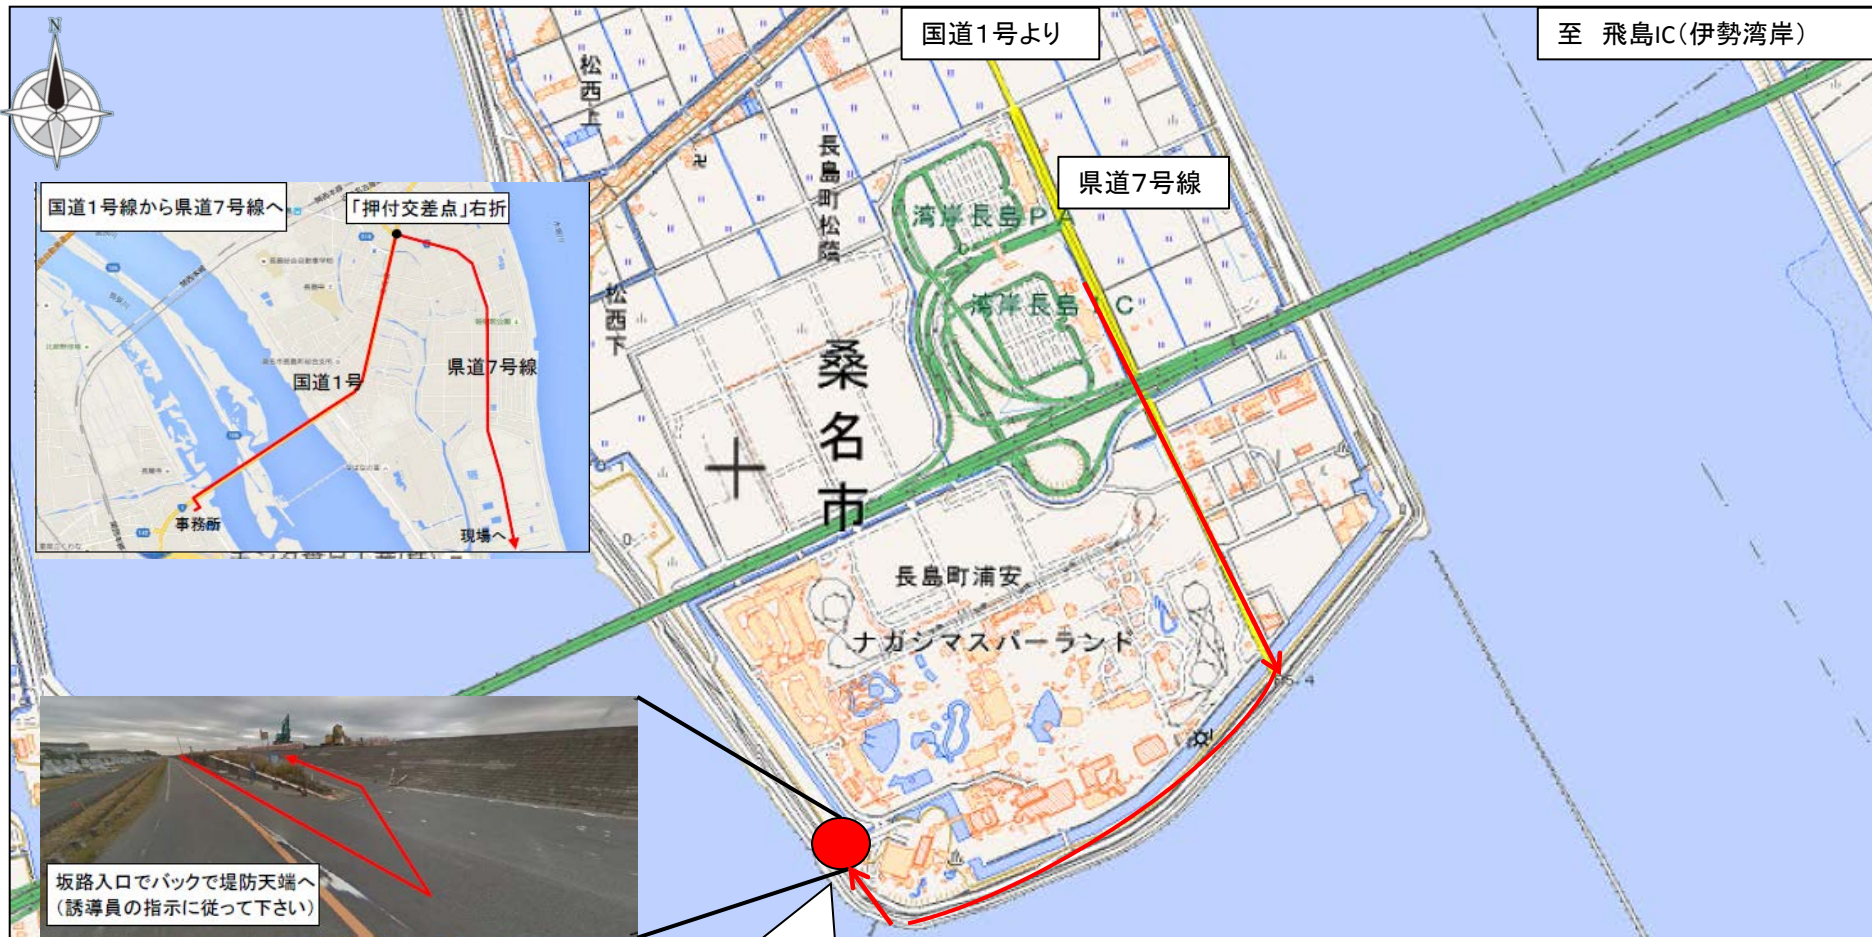 国道1号より
至 飛島IC(伊勢湾岸)
N
松西上
長島町松蔭
県道7号線
湾岸長島PA
湾岸長島IC
松西下
桑名市
国道1号線から県道7号線へ
「押付交差点」右折
国道1号
県道7号線
事務所
現場へ
長島町浦安
ナガシマスパーランド
坂路入口でバックで堤防天端へ
(誘導員の指示に従って下さい)